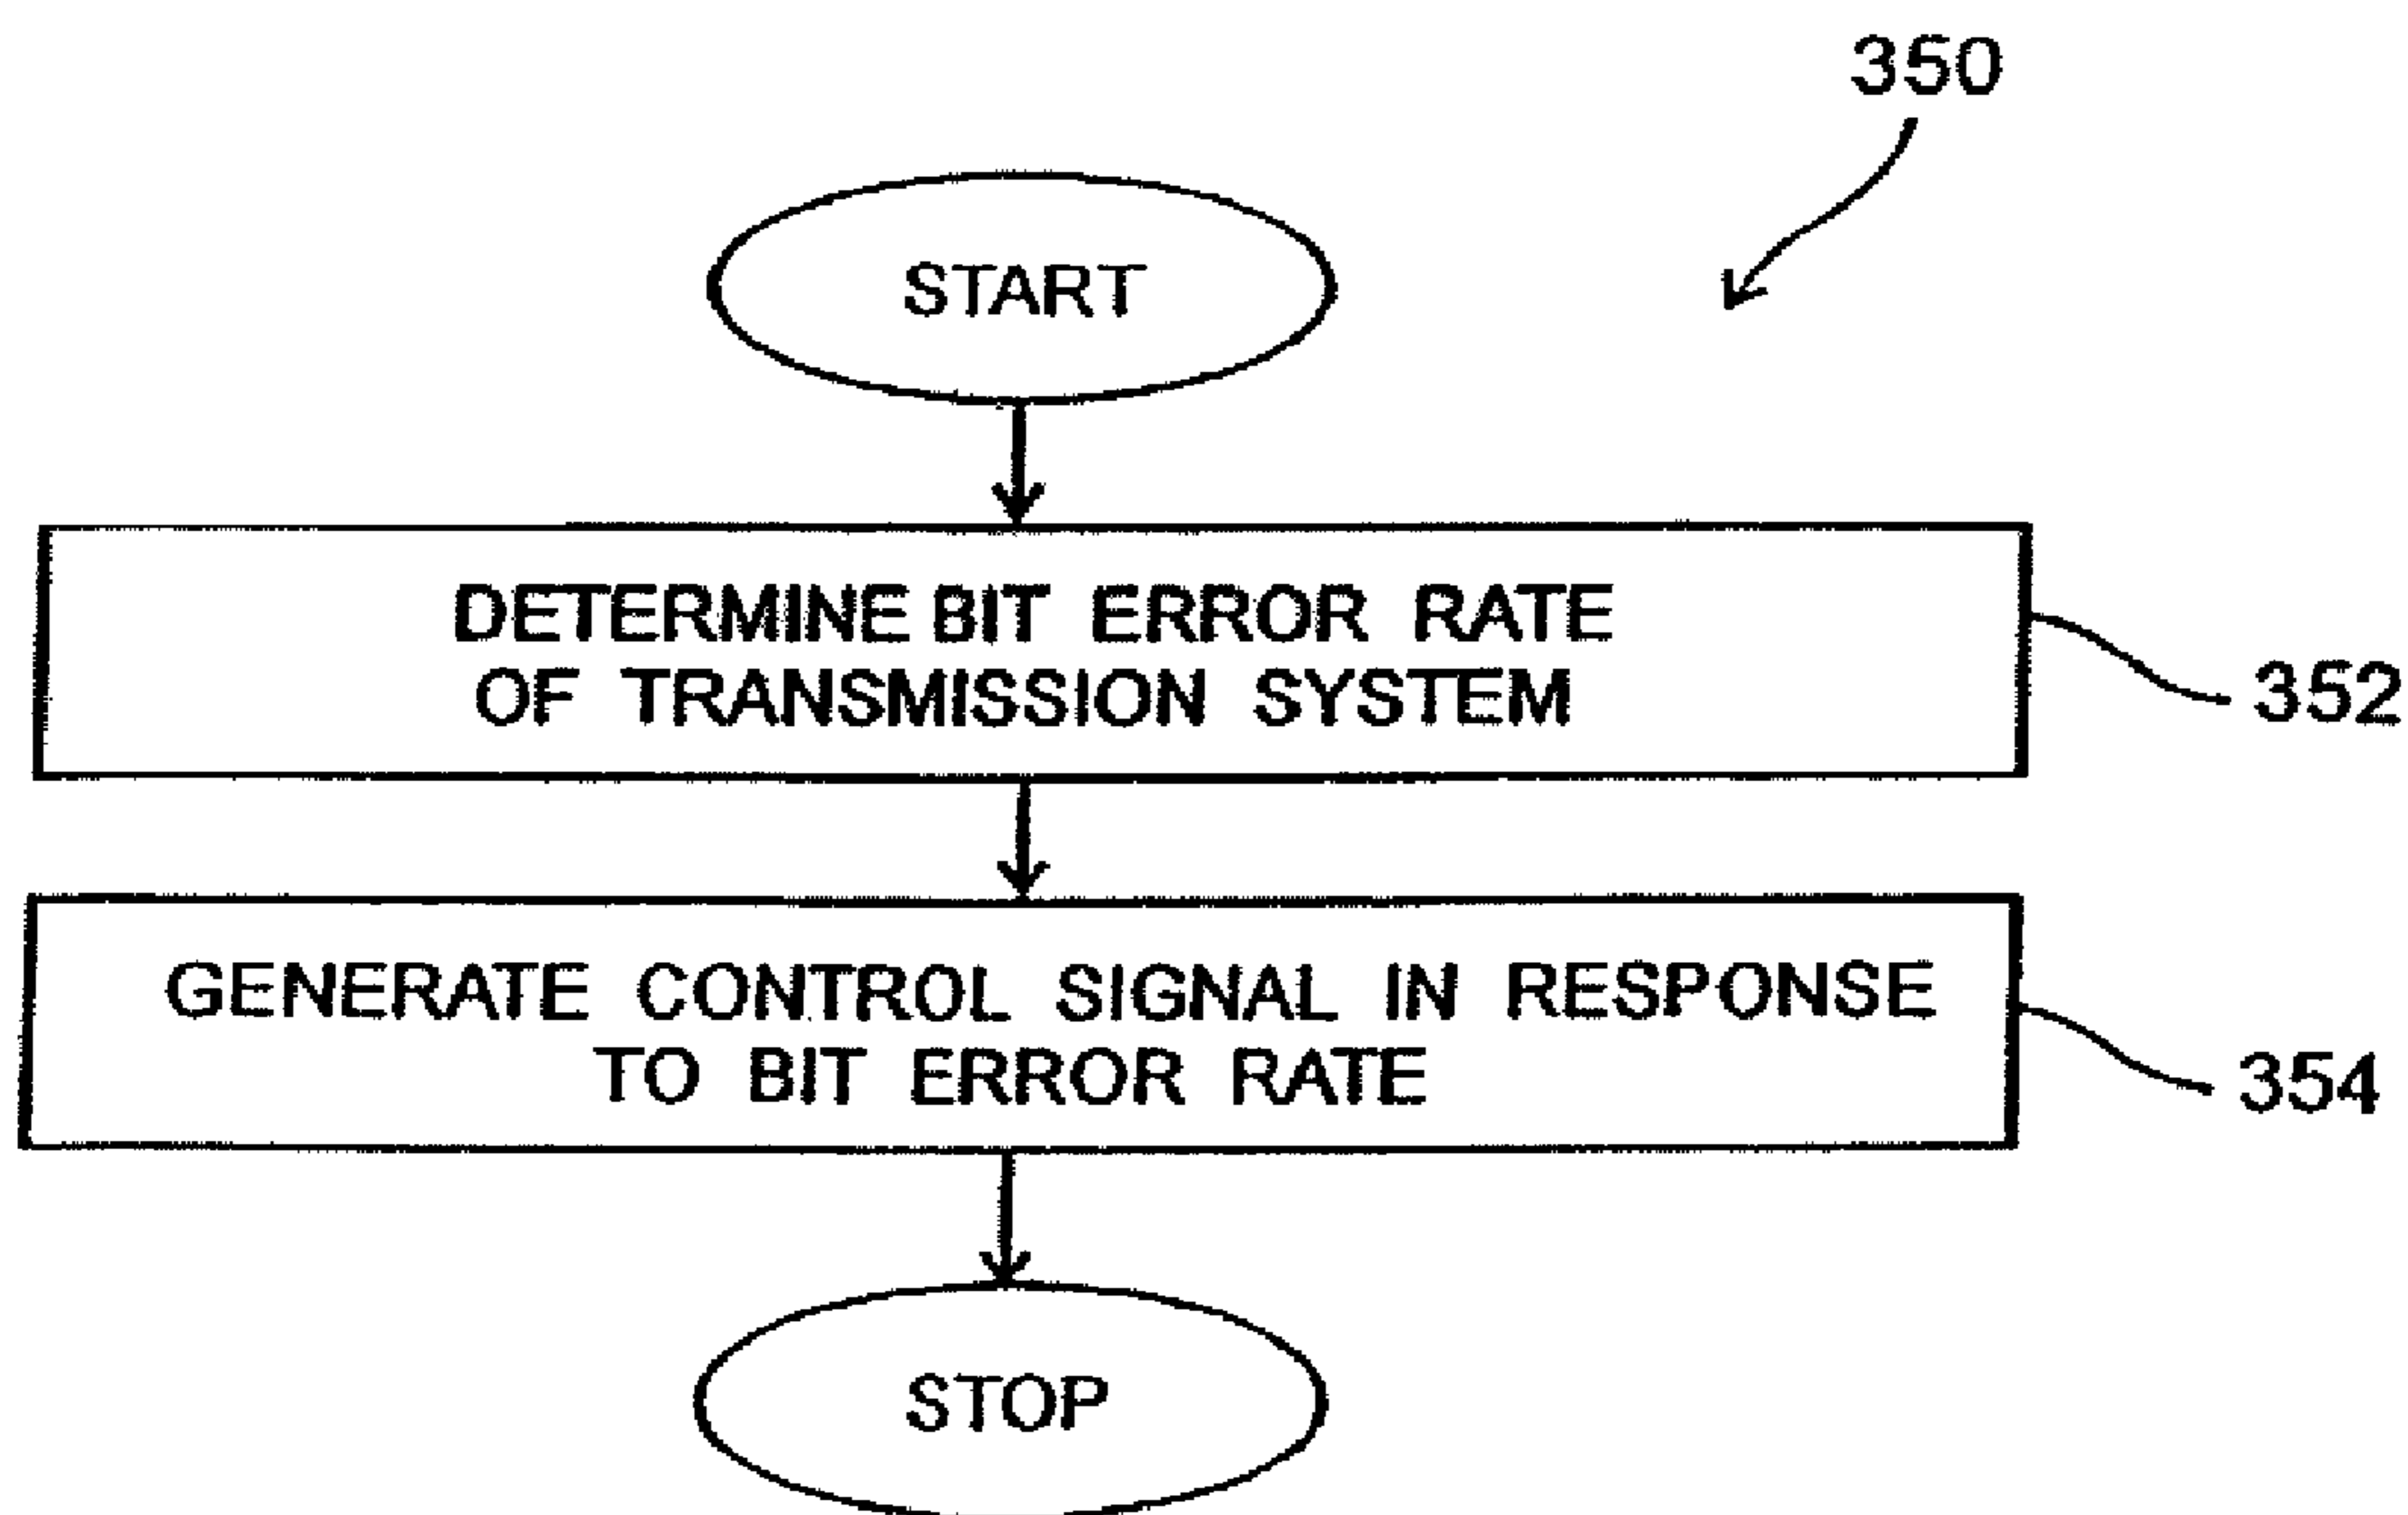 350
START
DETERMINE BIT ERROR RATE
OF TRANSMISSION SYSTEM
352
GENERATE CONTROL SIGNAL IN RESPONSE
TO BIT ERROR RATE
354
STOP